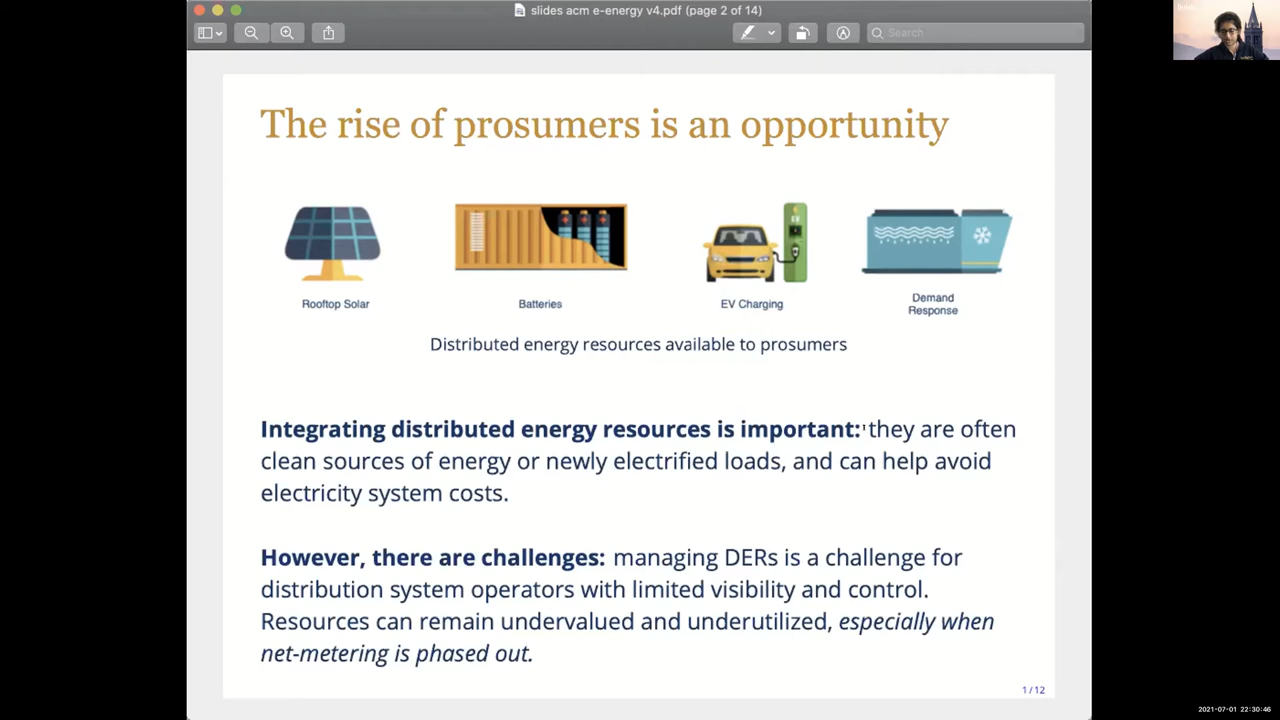 slides acm e-energy v4.pdf (page 2 of 14)
Search
The rise of prosumers is an opportunity
EV
Rooftop Solar
Batteries
EV Charging
Demand
Response
Distributed energy resources available to prosumers
Integrating distributed energy resources is important: they are often
clean sources of energy or newly electrified loads, and can help avoid
electricity system costs.
However, there are challenges: managing DERs is a challenge for
distribution system operators with limited visibility and control.
Resources can remain undervalued and underutilized, especially when
net-metering is phased out.
1 / 12
2021-07-01 22:30:46